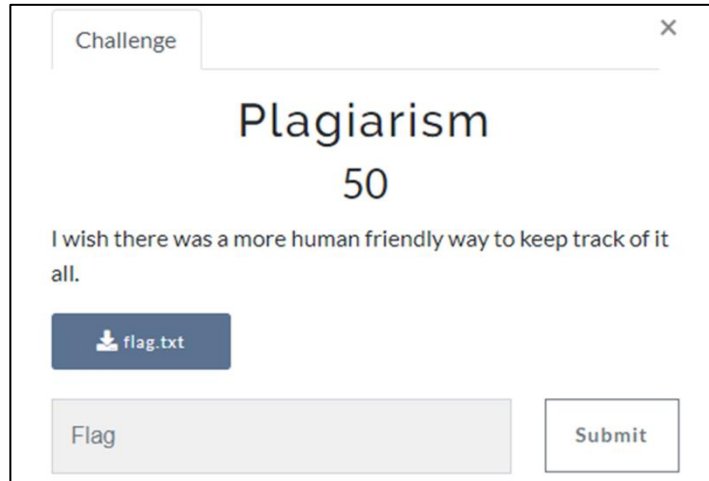 Challenge
×
Plagiarism
50
I wish there was a more human friendly way to keep track of it
all.
flag.txt
Flag
Submit